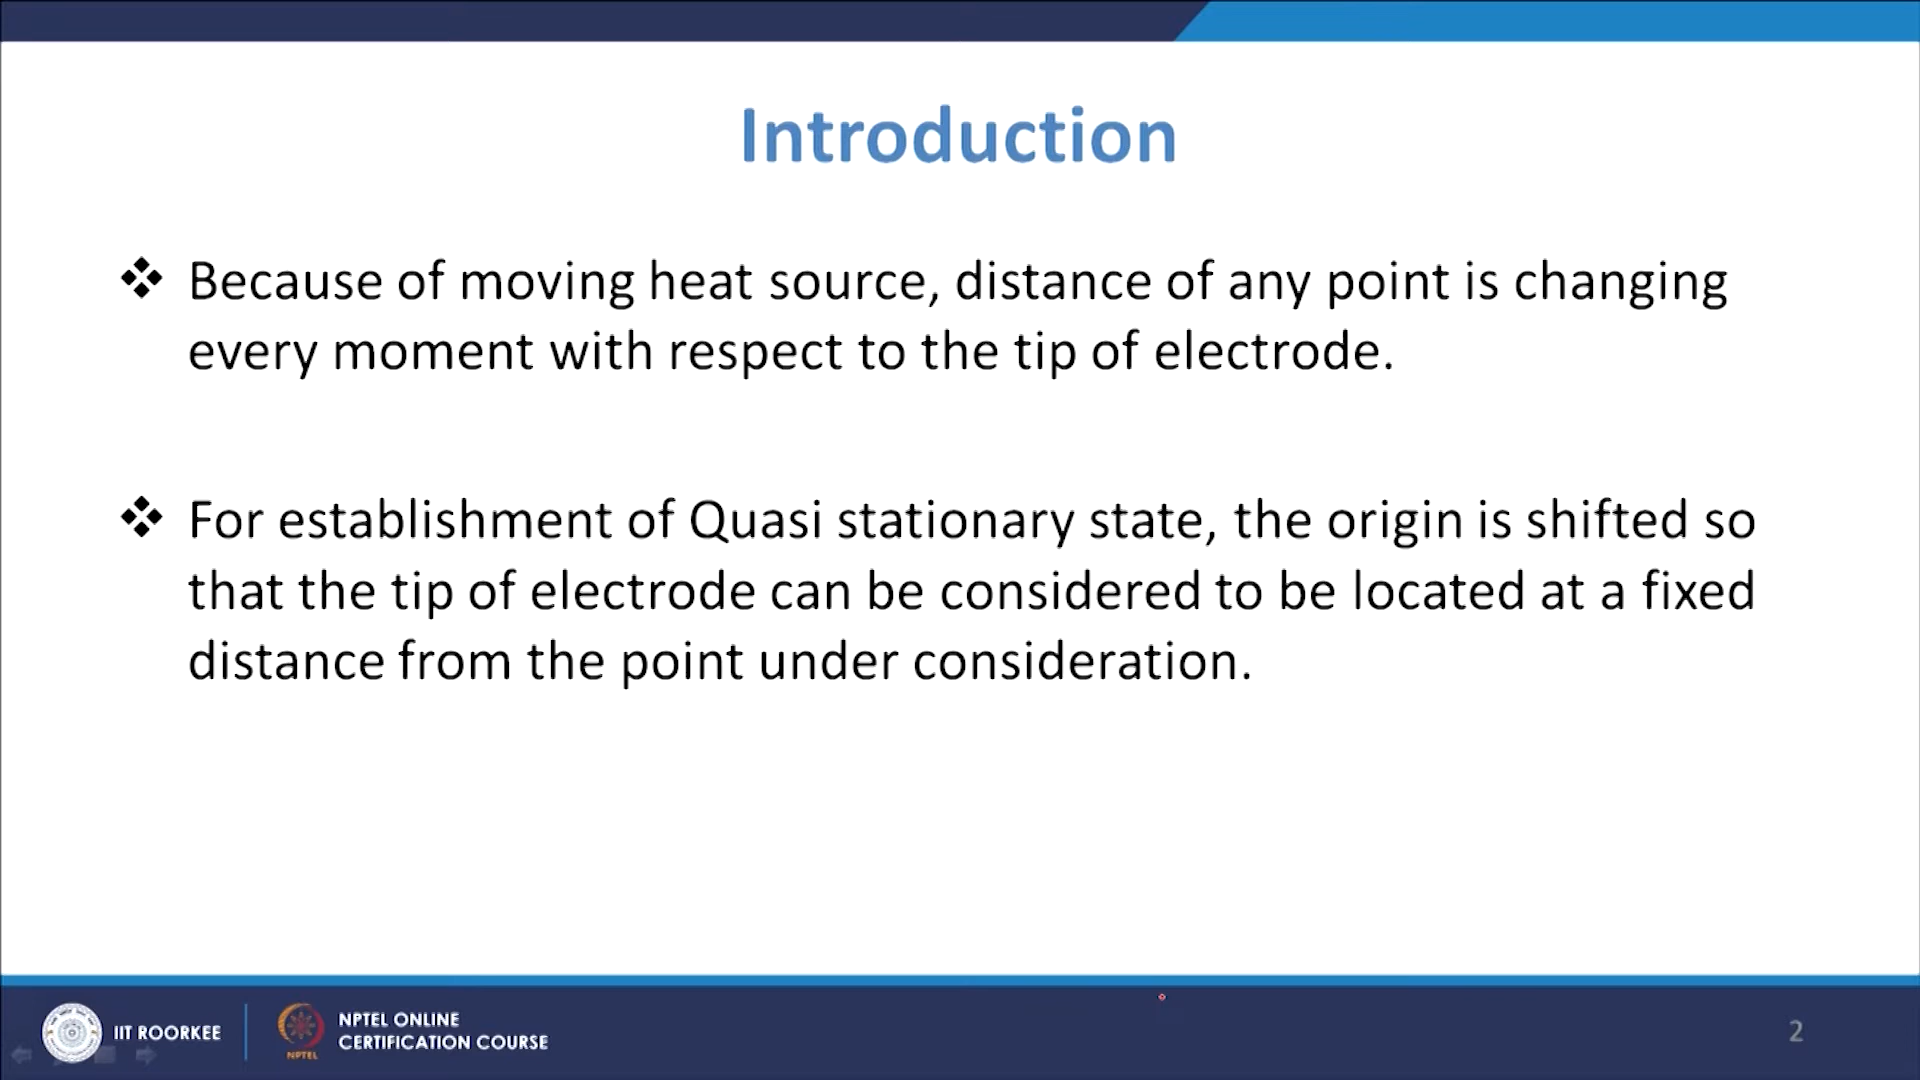 Introduction
Because of moving heat source, distance of any point is changing
every moment with respect to the tip of electrode.
For establishment of Quasi stationary state, the origin is shifted so
that the tip of electrode can be considered to be located at a fixed
distance from the point under consideration.
IIT ROORKEE
NPTEL
NPTEL ONLINE
CERTIFICATION COURSE
2